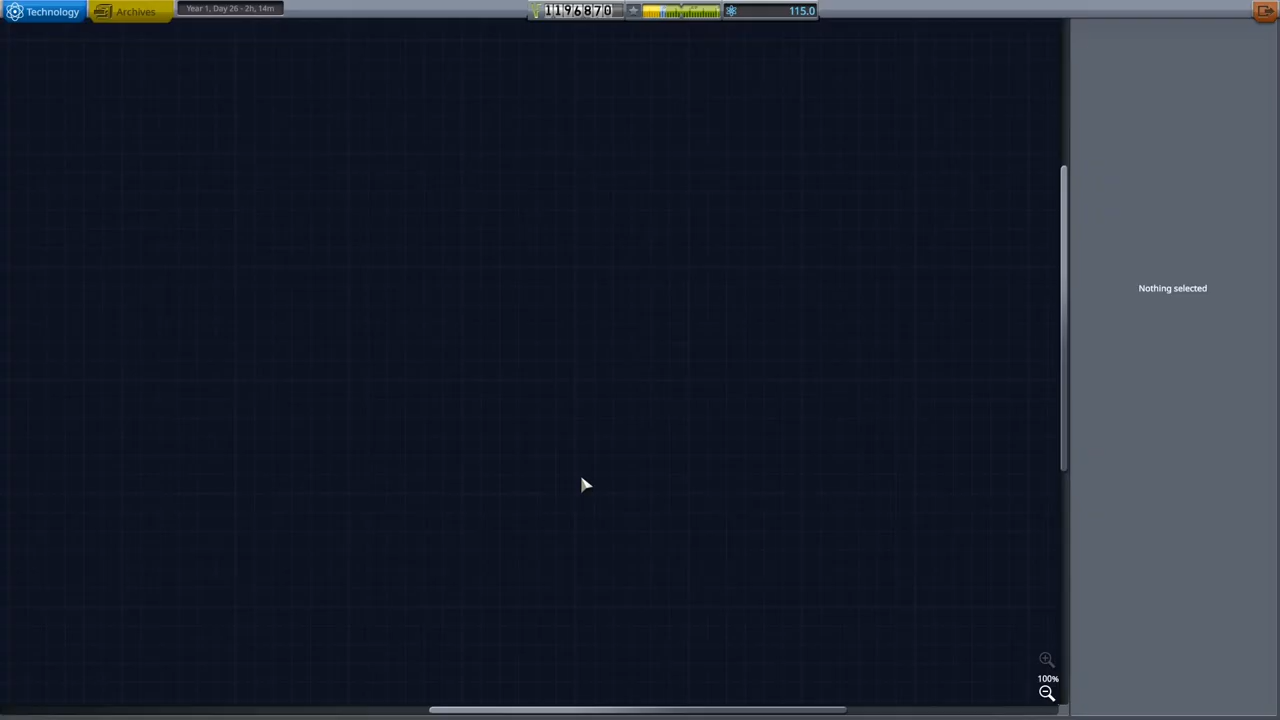 Technology
Archives
Year 1, Day 26 - 2h, 14m
1196870
115.0
Nothing selected
100%